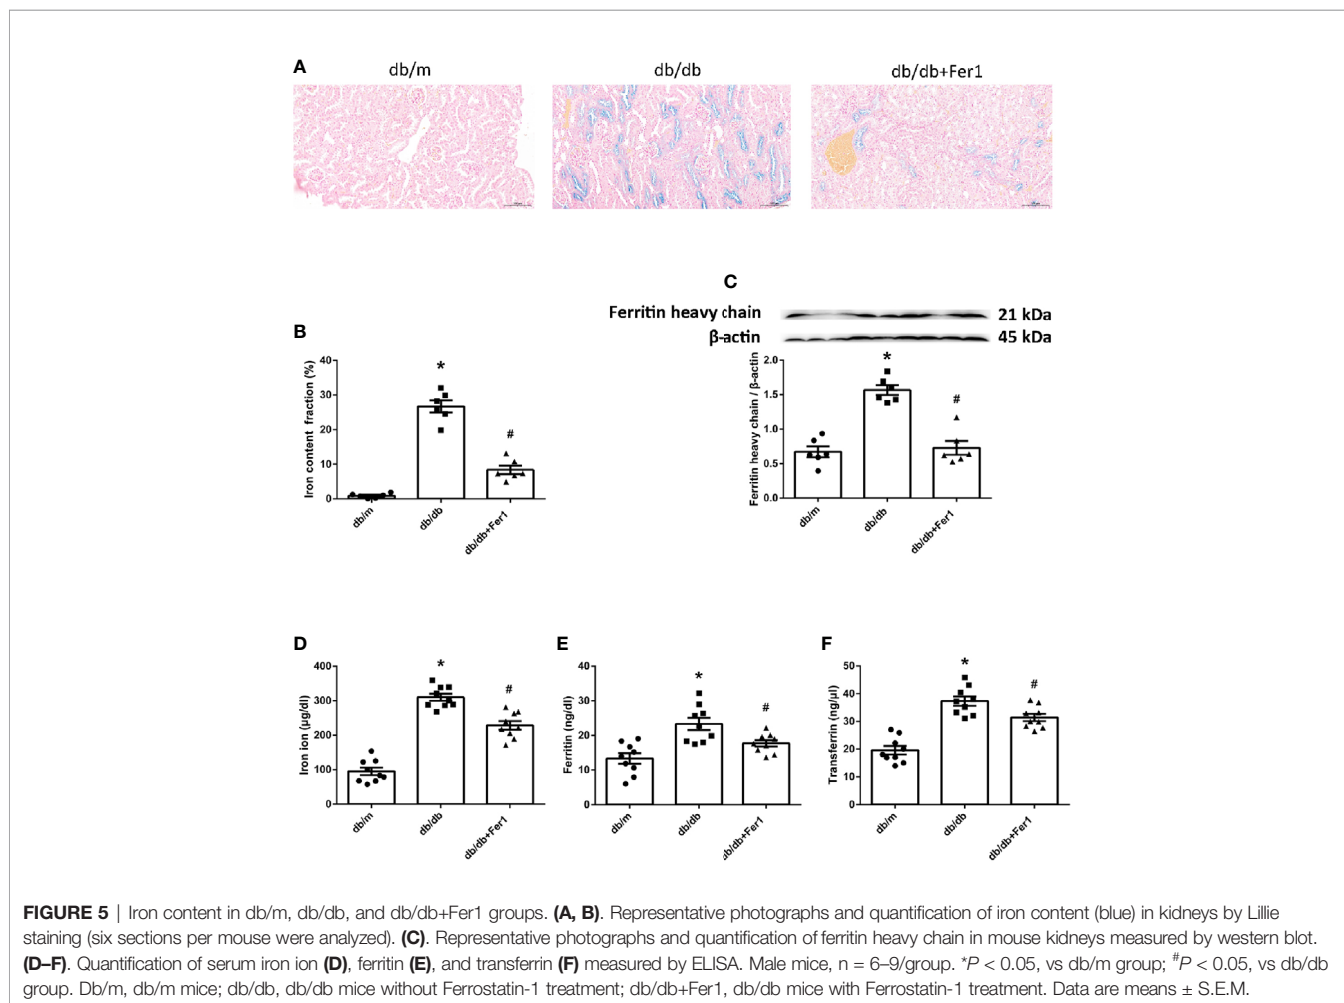 A
db/m
db/db
db/db+Fer1
C
Ferritin heavy chain
21 kDa
β-actin
45 kDa
B
Iron content fraction (%)
40
30
20
10
0
*
#
db/m
db/db
db/db+Fer1
Ferritin heavy chain / β-actin
2.0
1.5
1.0
0.5
0.0
*
#
db/m
db/db
db/db+Fer1
D
Iron ion (µg/dl)
400
300
200
100
0
*
#
db/m
db/db
db/db+Fer1
E
Ferritin (ng/dl)
40
30
20
10
0
*
#
db/m
db/db
db/db+Fer1
F
Transferrin (ng/µl)
50
40
30
20
10
0
*
#
db/m
db/db
db/db+Fer1
FIGURE 5 | Iron content in db/m, db/db, and db/db+Fer1 groups. (A, B). Representative photographs and quantification of iron content (blue) in kidneys by Lillie
staining (six sections per mouse were analyzed). (C). Representative photographs and quantification of ferritin heavy chain in mouse kidneys measured by western blot.
(D–F). Quantification of serum iron ion (D), ferritin (E), and transferrin (F) measured by ELISA. Male mice, n = 6–9/group. *P < 0.05, vs db/m group; #P < 0.05, vs db/db
group. Db/m, db/m mice; db/db, db/db mice without Ferrostatin-1 treatment; db/db+Fer1, db/db mice with Ferrostatin-1 treatment. Data are means ± S.E.M.